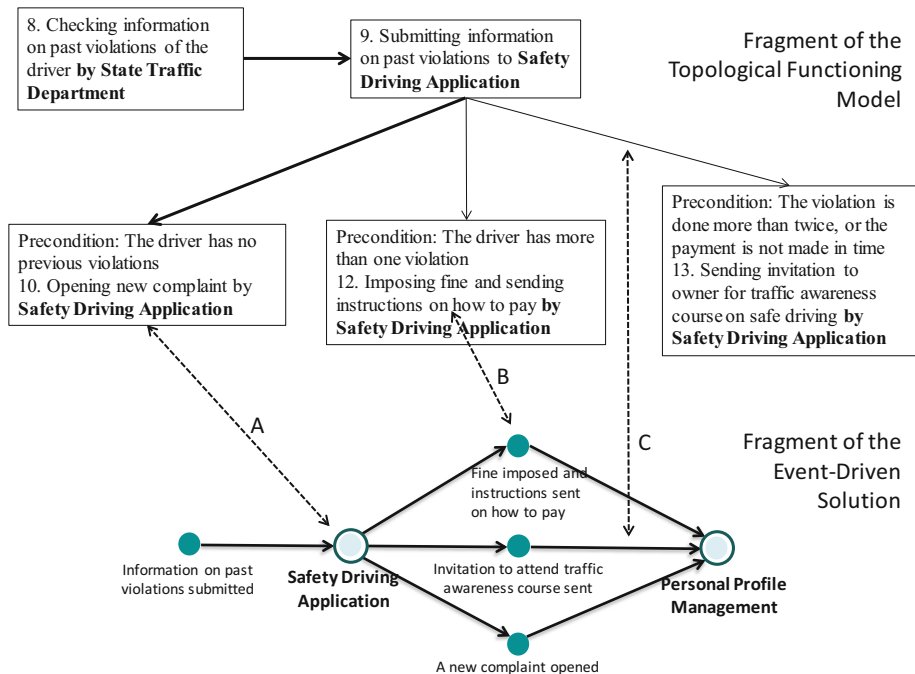 8. Checking information
on past violations of the
driver by State Traffic
Department
9. Submitting information
on past violations to Safety
Driving Application
Fragment of the
Topological Functioning
Model
Precondition: The driver has no
previous violations
10. Opening new complaint by
Safety Driving Application
Precondition: The driver has more
than one violation
12. Imposing fine and sending
instructions on how to pay by
Safety Driving Application
Precondition: The violation is
done more than twice, or the
payment is not made in time
13. Sending invitation to
owner for traffic awareness
course on safe driving by
Safety Driving Application
A
B
C
Fragment of the
Event-Driven
Solution
Fine imposed and
instructions sent
on how to pay
Information on past
violations submitted
Safety Driving
Application
Invitation to attend traffic
awareness course sent
Personal Profile
Management
A new complaint opened